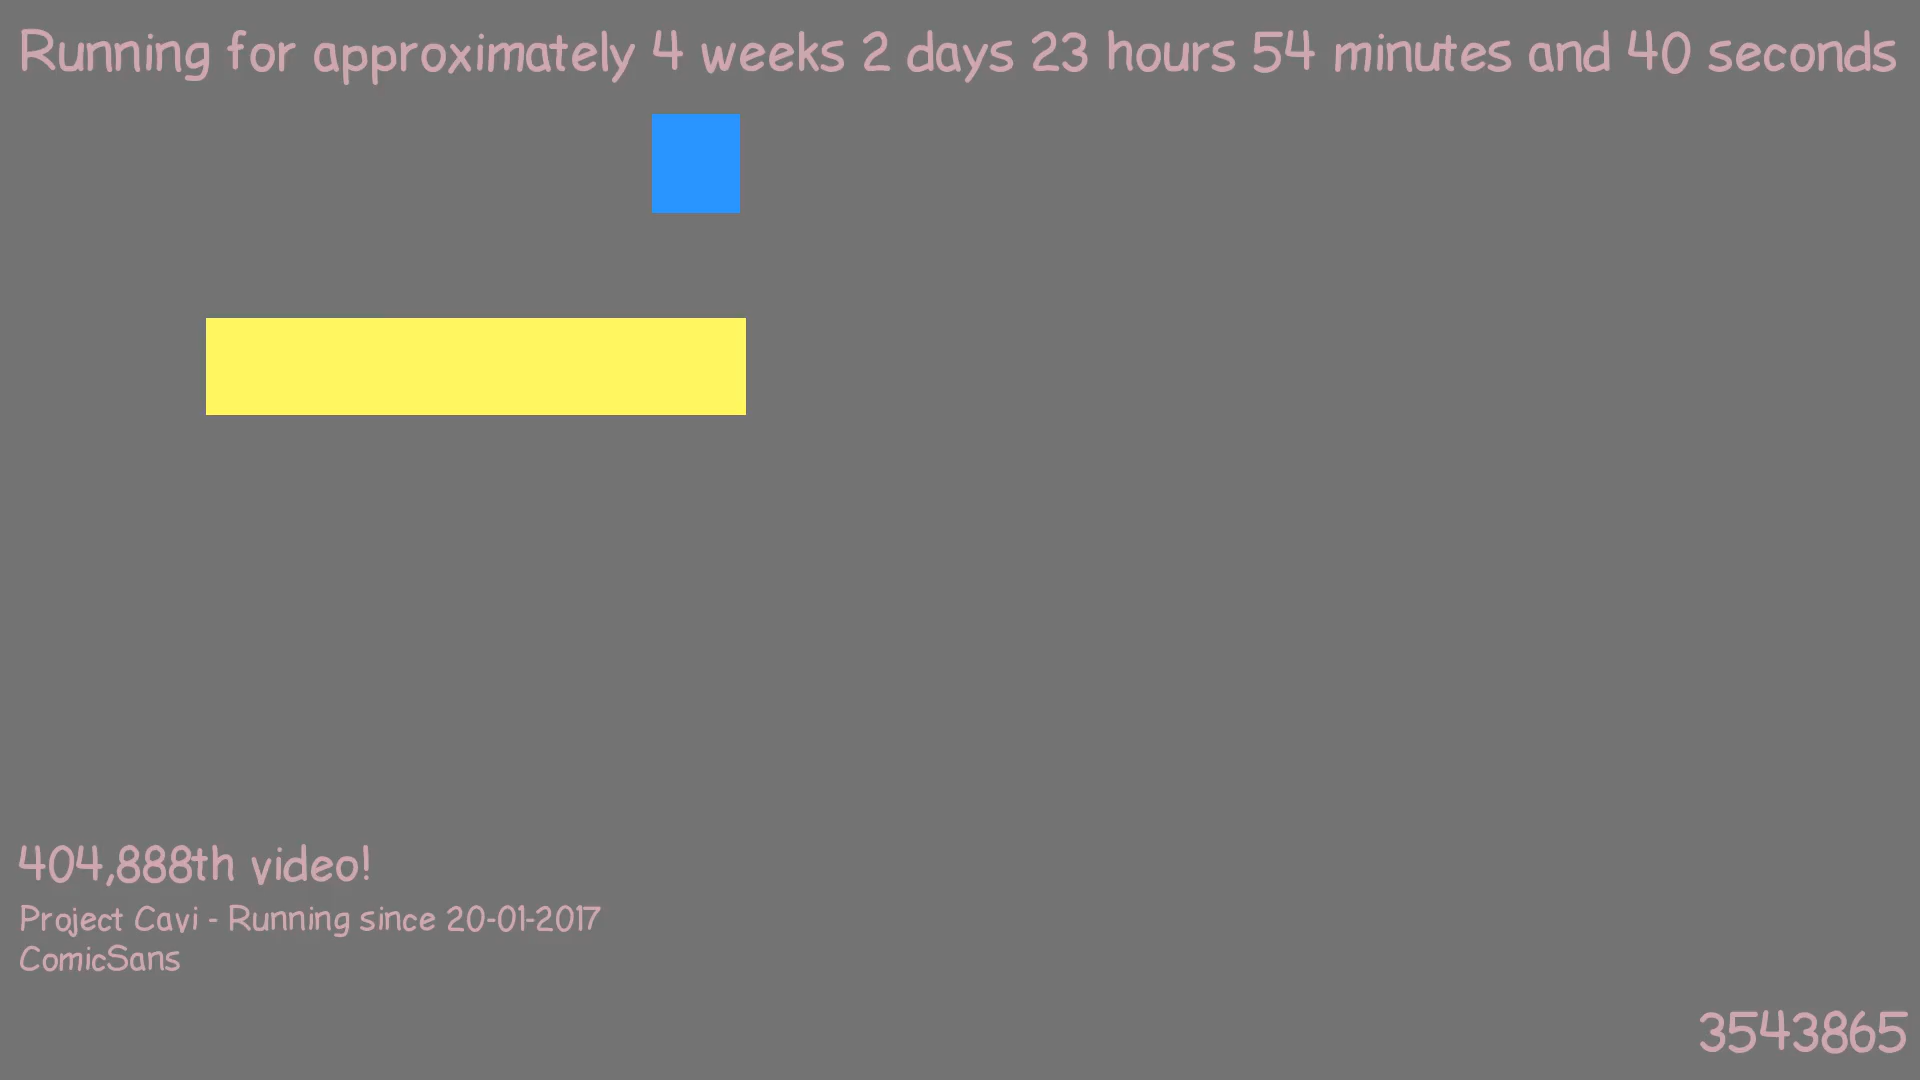 Running for approximately 4 weeks 2 days 23 hours 54 minutes and 40 seconds
404,888th video!
Project Cavi - Running since 20-01-2017
ComicSans
3543865